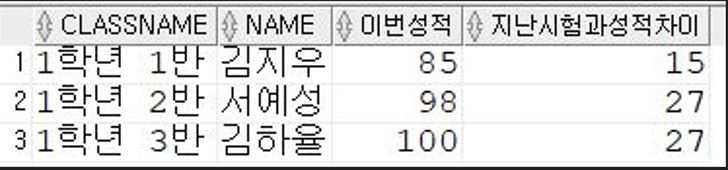 CLASSNAME NAME 이번성적 지난시험과성적차이
1 1학년 1반 김지우 85 15
2 1학년 2반 서예성 98 27
3 1학년 3반 김하율 100 27